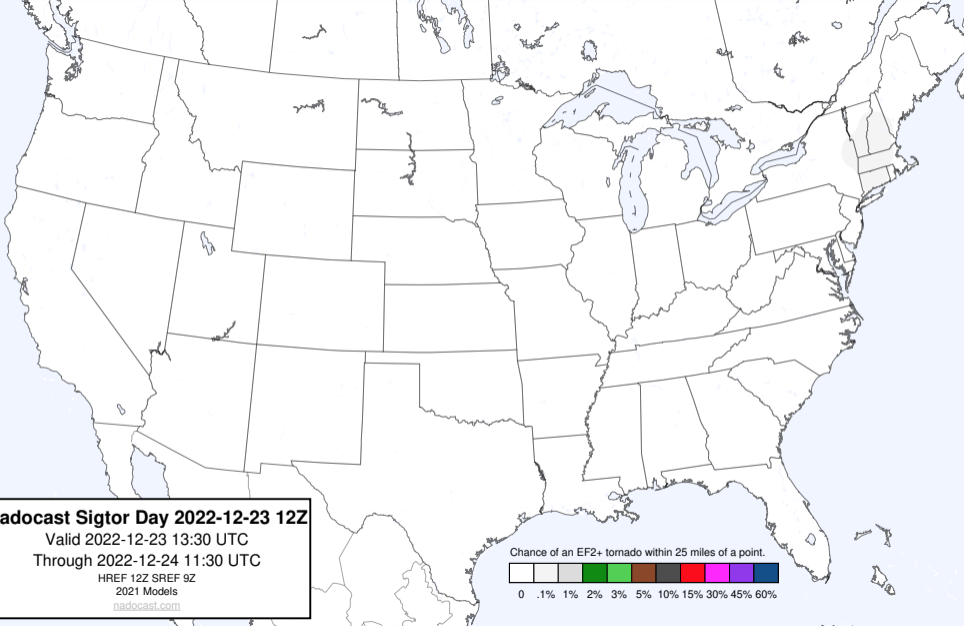 adocast Sigtor Day 2022-12-23 12Z
Valid 2022-12-23 13:30 UTC
Through 2022-12-24 11:30 UTC
HREF 12Z SREF 9Z
2021 Models
nadocast.com
Chance of an EF2+ tornado within 25 miles of a point.
0 .1% 1% 2% 3% 5% 10% 15% 30% 45% 60%